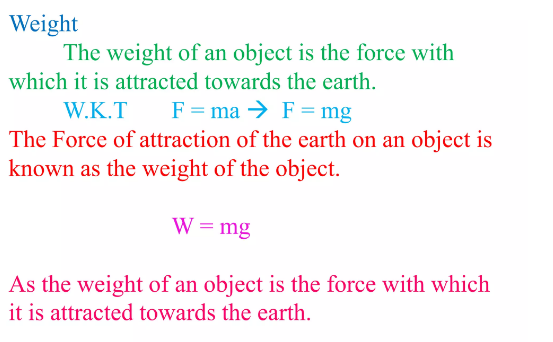 Weight
The weight of an object is the force with
which it is attracted towards the earth.
W.K.T F = ma → F = mg
The Force of attraction of the earth on an object is
known as the weight of the object.
W = mg
As the weight of an object is the force with which
it is attracted towards the earth.